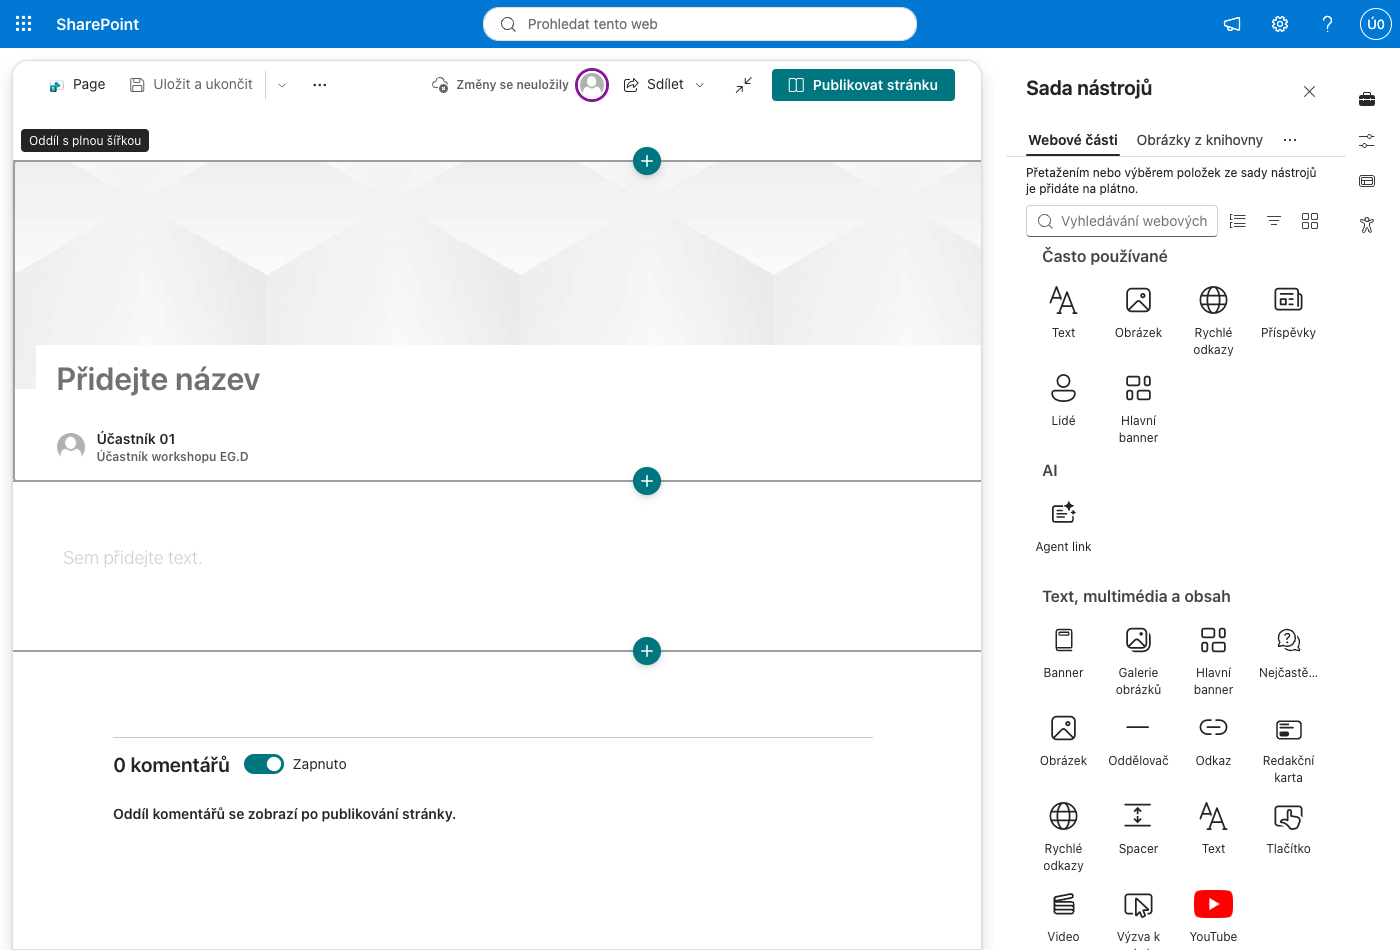 SharePoint
Prohledat tento web
Ú0
Page
Uložit a ukončit
Změny se neuložily
Sdílet
Publikovat stránku
Oddíl s plnou šířkou
Přidejte název
Účastník 01
Účastník workshopu EG.D
Sem přidejte text.
0 komentářů
Zapnuto
Oddíl komentářů se zobrazí po publikování stránky.
Sada nástrojů
Webové části
Obrázky z knihovny
Přetažením nebo výběrem položek ze sady nástrojů
je přidáte na plátno.
Vyhledávání webových
Často používané
Text
Obrázek
Rychlé
odkazy
Příspěvky
Lidé
Hlavní
banner
AI
Agent link
Text, multimédia a obsah
Banner
Galerie
obrázků
Hlavní
banner
Nejčastě...
Obrázek
Oddělovač
Odkaz
Redakční
karta
Rychlé
odkazy
Spacer
Text
Tlačítko
Video
Výzva k
YouTube